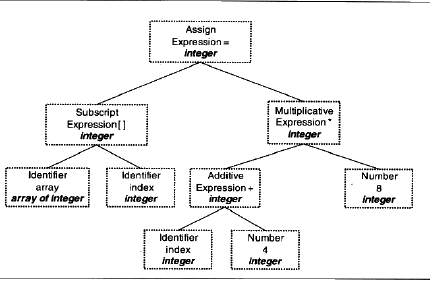 Assign
Expression =
integer
Subscript
Expression[ ]
integer
Multiplicative
Expression *
integer
Identifier
array
array of integer
Identifier
index
integer
Additive
Expression +
integer
Number
8
integer
Identifier
index
integer
Number
4
integer